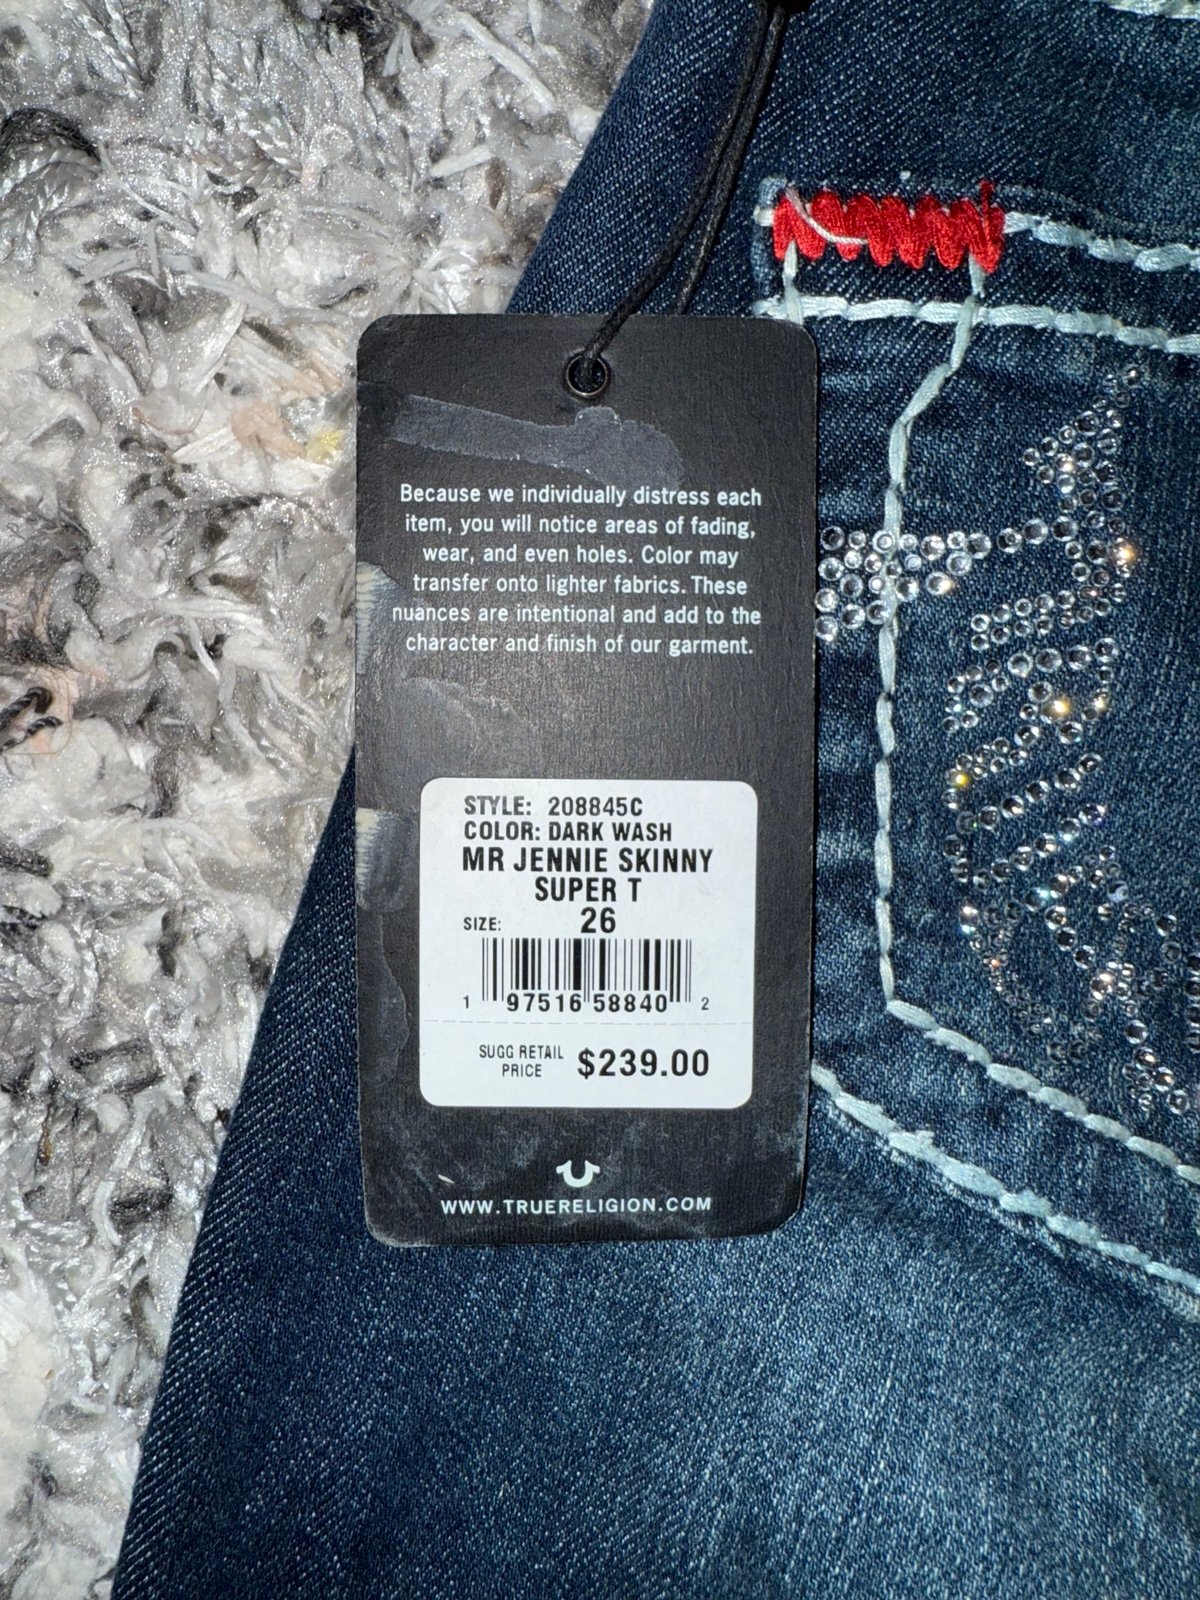 Because we individually distress each
item, you will notice areas of fading,
wear, and even holes. Color may
transfer onto lighter fabrics. These
nuances are intentional and add to the
character and finish of our garment.
STYLE: 208845C
COLOR: DARK WASH
MR JENNIE SKINNY
SUPER T
SIZE: 26
1 97516 58840 2
SUGG RETAIL
PRICE $239.00
WWW.TRUERELIGION.COM